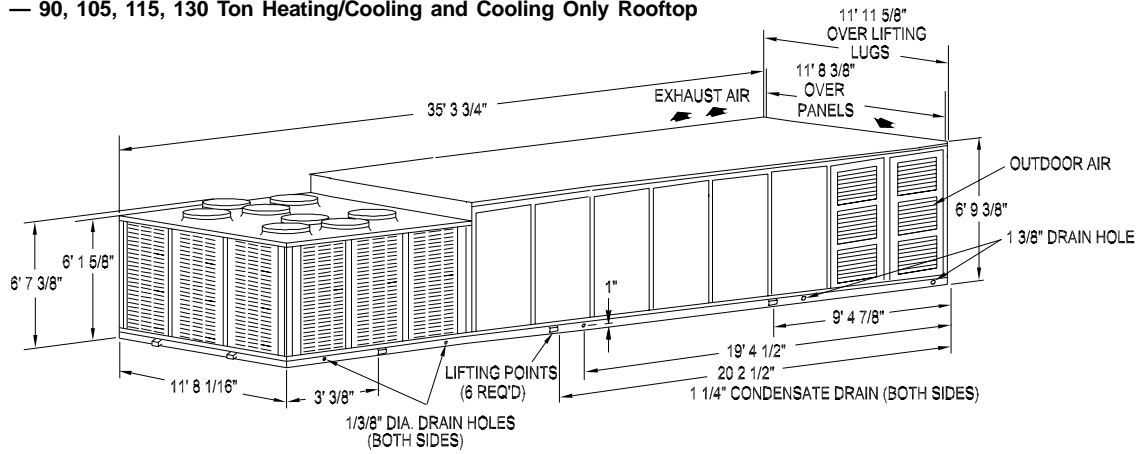 — 90, 105, 115, 130 Ton Heating/Cooling and Cooling Only Rooftop
11' 11 5/8"
OVER LIFTING
LUGS
11' 8 3/8"
OVER
PANELS
EXHAUST AIR
35' 3 3/4"
OUTDOOR AIR
6' 9 3/8"
1 3/8" DRAIN HOLE
6' 1 5/8"
6' 7 3/8"
1"
9' 4 7/8"
19' 4 1/2"
20 2 1/2"
1 1/4" CONDENSATE DRAIN (BOTH SIDES)
LIFTING POINTS
(6 REQ'D)
11' 8 1/16"
3' 3/8"
1/3/8" DIA. DRAIN HOLES
(BOTH SIDES)